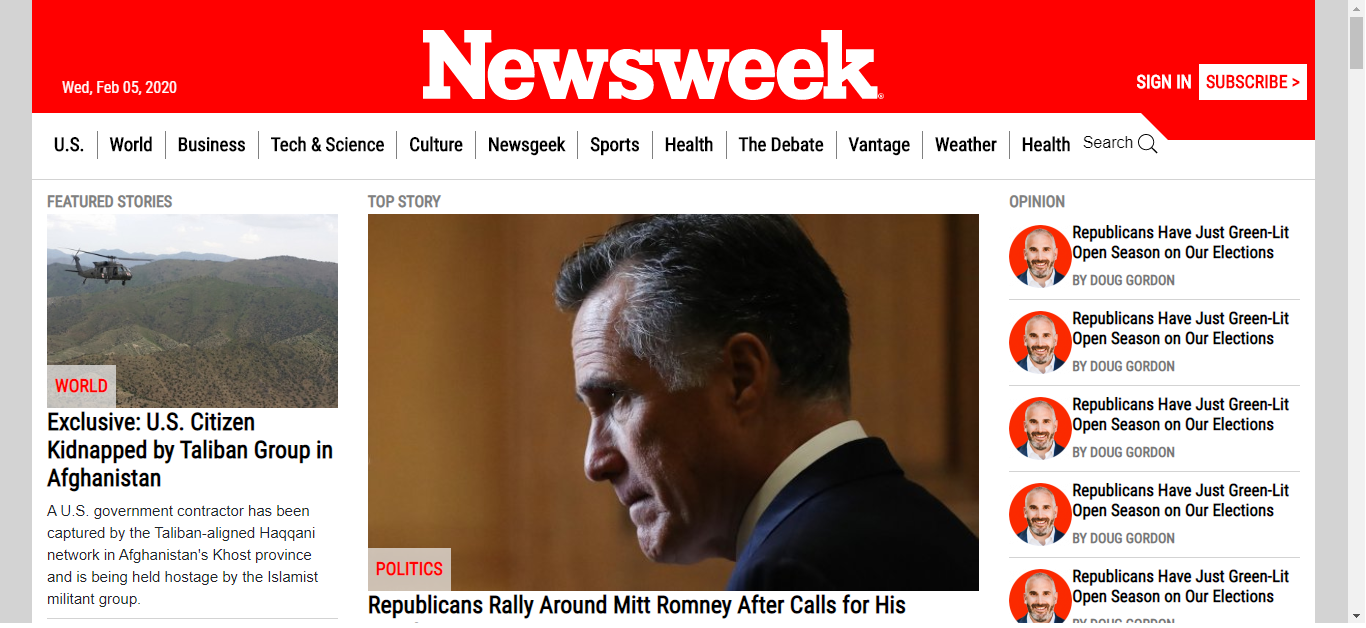 Newsweek
Wed, Feb 05, 2020
SIGN IN
SUBSCRIBE >
U.S.
World
Business
Tech & Science
Culture
Newsgeek
Sports
Health
The Debate
Vantage
Weather
Health
Search
FEATURED STORIES
WORLD
Exclusive: U.S. Citizen
Kidnapped by Taliban Group in
Afghanistan
A U.S. government contractor has been
captured by the Taliban-aligned Haqqani
network in Afghanistan's Khost province
and is being held hostage by the Islamist
militant group.
TOP STORY
POLITICS
Republicans Rally Around Mitt Romney After Calls for His
OPINION
Republicans Have Just Green-Lit
Open Season on Our Elections
BY DOUG GORDON
Republicans Have Just Green-Lit
Open Season on Our Elections
BY DOUG GORDON
Republicans Have Just Green-Lit
Open Season on Our Elections
BY DOUG GORDON
Republicans Have Just Green-Lit
Open Season on Our Elections
BY DOUG GORDON
Republicans Have Just Green-Lit
Open Season on Our Elections
BY DOUG GORDON